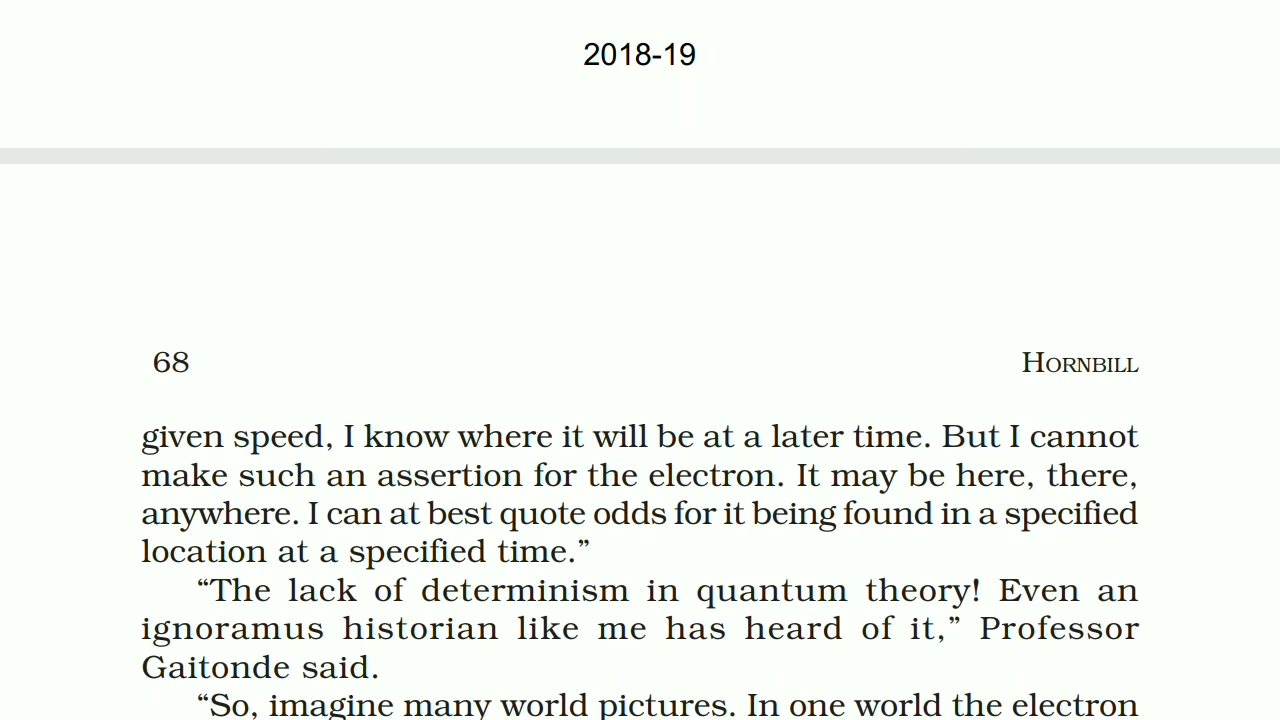 2018-19
68 HORNBILL
given speed, I know where it will be at a later time. But I cannot
make such an assertion for the electron. It may be here, there,
anywhere. I can at best quote odds for it being found in a specified
location at a specified time.”
“The lack of determinism in quantum theory! Even an
ignoramus historian like me has heard of it,” Professor
Gaitonde said.
“So, imagine many world pictures. In one world the electron